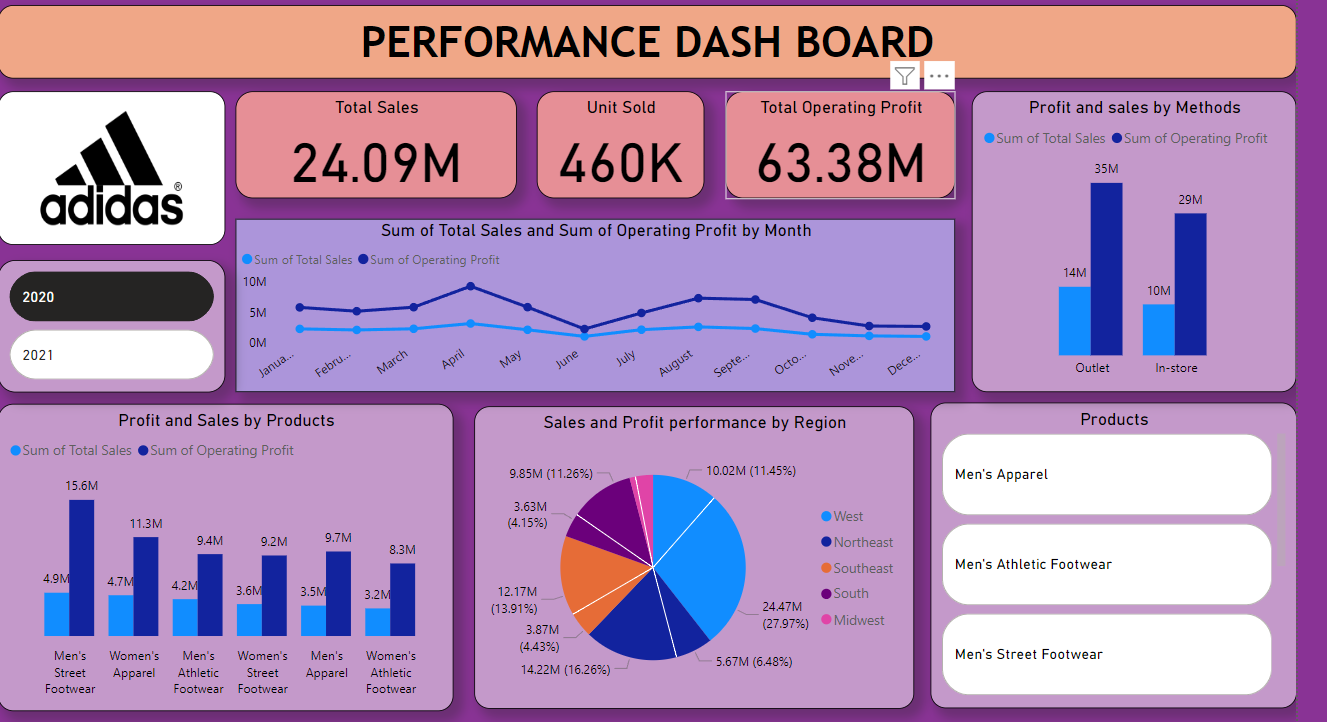 PERFORMANCE DASH BOARD
adidas®
Total Sales
24.09M
Unit Sold
460K
Total Operating Profit
63.38M
Profit and sales by Methods
Sum of Total Sales Sum of Operating Profit
35M
29M
14M
10M
Outlet In-store
2020
2021
Sum of Total Sales and Sum of Operating Profit by Month
Sum of Total Sales Sum of Operating Profit
10M
5M
0M
Janua... Febru... March April May June July August Septe... Octo... Nove... Dece...
Profit and Sales by Products
Sum of Total Sales Sum of Operating Profit
15.6M
11.3M
9.4M
9.2M
9.7M
8.3M
4.9M
4.7M
4.2M
3.6M
3.5M
3.2M
Men's
Street
Footwear
Women's
Apparel
Men's
Athletic
Footwear
Women's
Street
Footwear
Men's
Apparel
Women's
Athletic
Footwear
Sales and Profit performance by Region
10.02M (11.45%)
24.47M
(27.97%)
5.67M (6.48%)
14.22M (16.26%)
3.87M
(4.43%)
12.17M
(13.91%)
3.63M
(4.15%)
9.85M (11.26%)
West
Northeast
Southeast
South
Midwest
Products
Men's Apparel
Men's Athletic Footwear
Men's Street Footwear